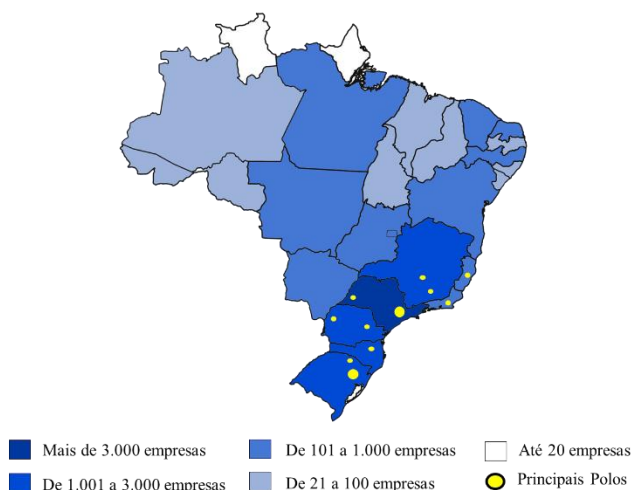 Mais de 3.000 empresas
De 101 a 1.000 empresas
Até 20 empresas
De 1.001 a 3.000 empresas
De 21 a 100 empresas
Principais Polos